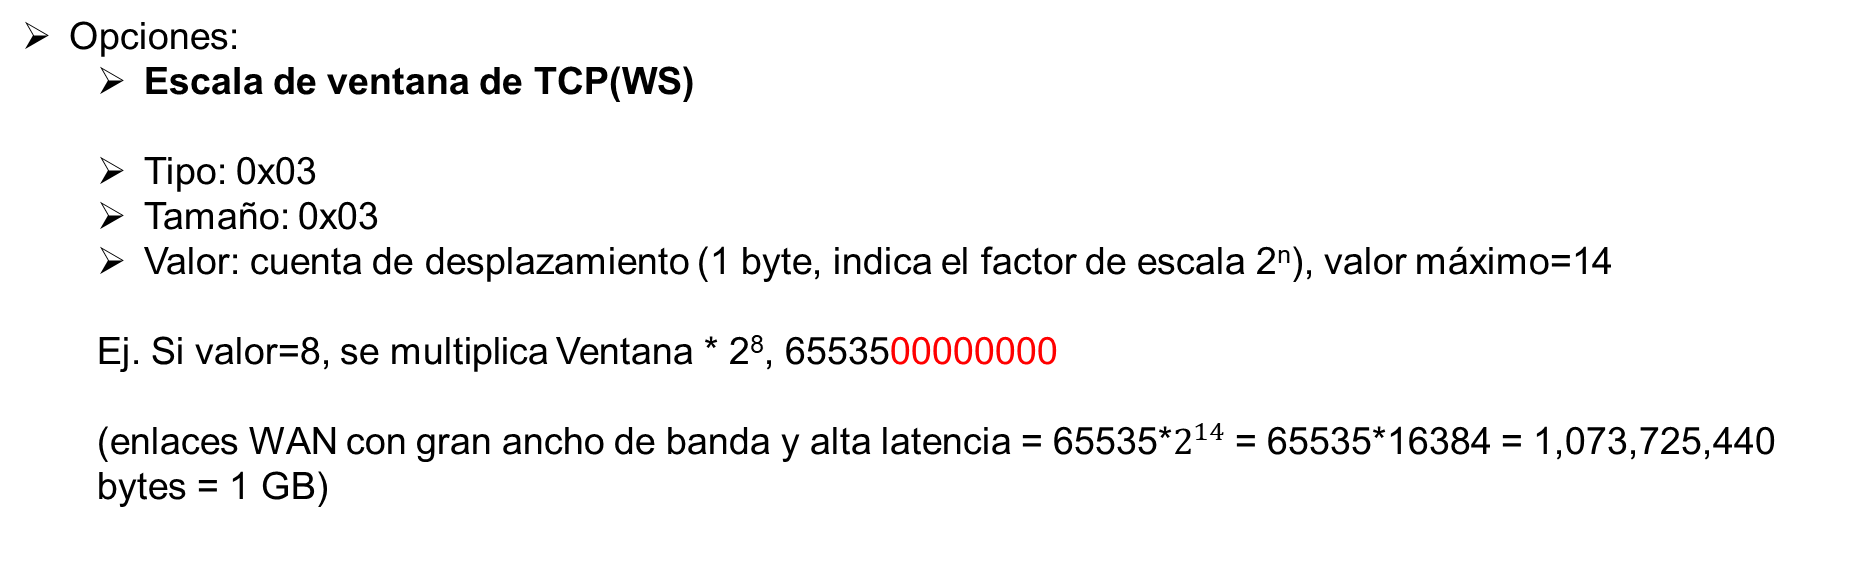 ➢ Opciones:
➢ Escala de ventana de TCP(WS)
➢ Tipo: 0x03
➢ Tamaño: 0x03
➢ Valor: cuenta de desplazamiento (1 byte, indica el factor de escala 2ⁿ), valor máximo=14
Ej. Si valor=8, se multiplica Ventana * 2⁸, 6553500000000
(enlaces WAN con gran ancho de banda y alta latencia = 65535*2¹⁴ = 65535*16384 = 1,073,725,440
bytes = 1 GB)